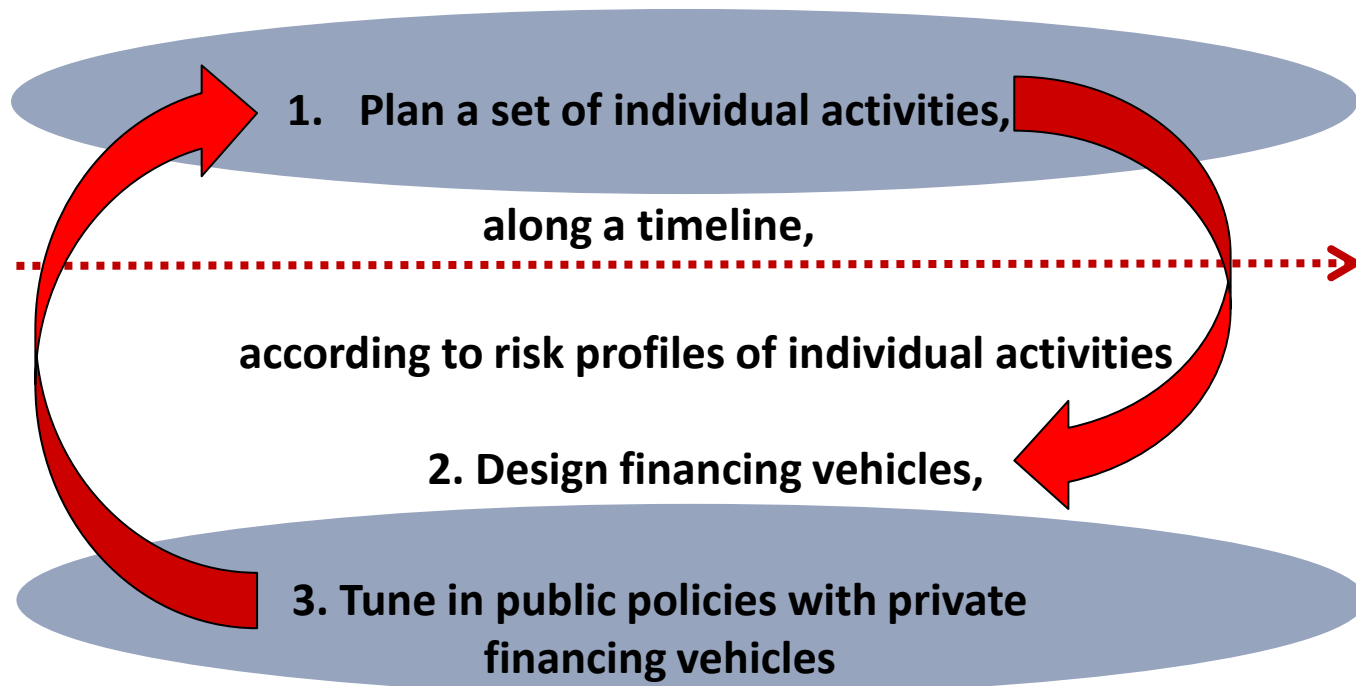 1. Plan a set of individual activities,
along a timeline,
according to risk profiles of individual activities
2. Design financing vehicles,
3. Tune in public policies with private
financing vehicles